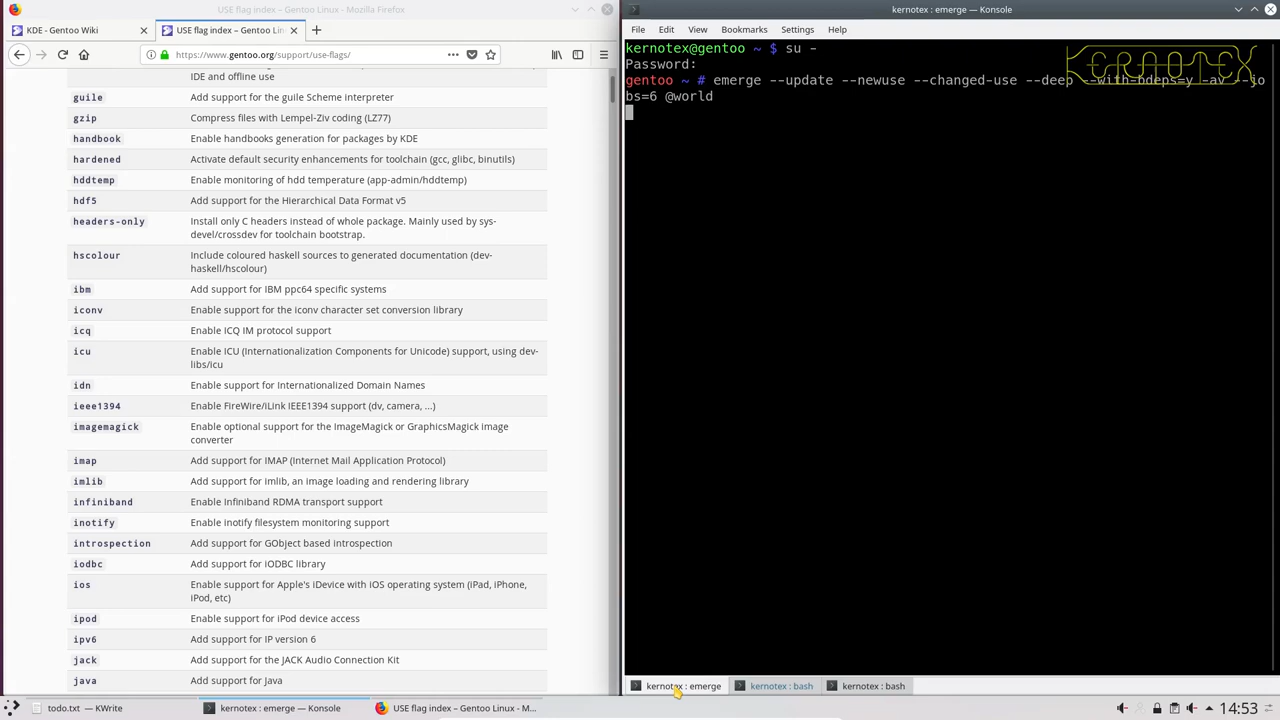 USE flag index – Gentoo Linux - Mozilla Firefox
KDE - Gentoo Wiki
USE flag index – Gentoo Lin
https://www.gentoo.org/support/use-flags/
IDE and offline use
guile Add support for the guile Scheme interpreter
gzip Compress files with Lempel-Ziv coding (LZ77)
handbook Enable handbooks generation for packages by KDE
hardened Activate default security enhancements for toolchain (gcc, glibc, binutils)
hddtemp Enable monitoring of hdd temperature (app-admin/hddtemp)
hdf5 Add support for the Hierarchical Data Format v5
headers-only Install only C headers instead of whole package. Mainly used by sys-
devel/crossdev for toolchain bootstrap.
hscolour Include coloured haskell sources to generated documentation (dev-
haskell/hscolour)
ibm Add support for IBM ppc64 specific systems
iconv Enable support for the iconv character set conversion library
icq Enable ICQ IM protocol support
icu Enable ICU (Internationalization Components for Unicode) support, using dev-
libs/icu
idn Enable support for Internationalized Domain Names
ieee1394 Enable FireWire/iLink IEEE1394 support (dv, camera, ...)
imagemagick Enable optional support for the ImageMagick or GraphicsMagick image
converter
imap Add support for IMAP (Internet Mail Application Protocol)
imlib Add support for imlib, an image loading and rendering library
infiniband Enable Infiniband RDMA transport support
inotify Enable inotify filesystem monitoring support
introspection Add support for GObject based introspection
iodbc Add support for iODBC library
ios Enable support for Apple's iDevice with iOS operating system (iPad, iPhone,
iPod, etc)
ipod Enable support for iPod device access
ipv6 Add support for IP version 6
jack Add support for the JACK Audio Connection Kit
java Add support for Java
kernotex : emerge — Konsole
File Edit View Bookmarks Settings Help
kernotex@gentoo ~ $ su -
Password:
gentoo ~ # emerge --update --newuse --changed-use --deep --with-bdeps=y -av --jo
bs=6 @world
KERNOTEX
kernotex : emerge
kernotex : bash
kernotex : bash
todo.txt — KWrite
kernotex : emerge — Konsole
USE flag index – Gentoo Linux - M...
14:53